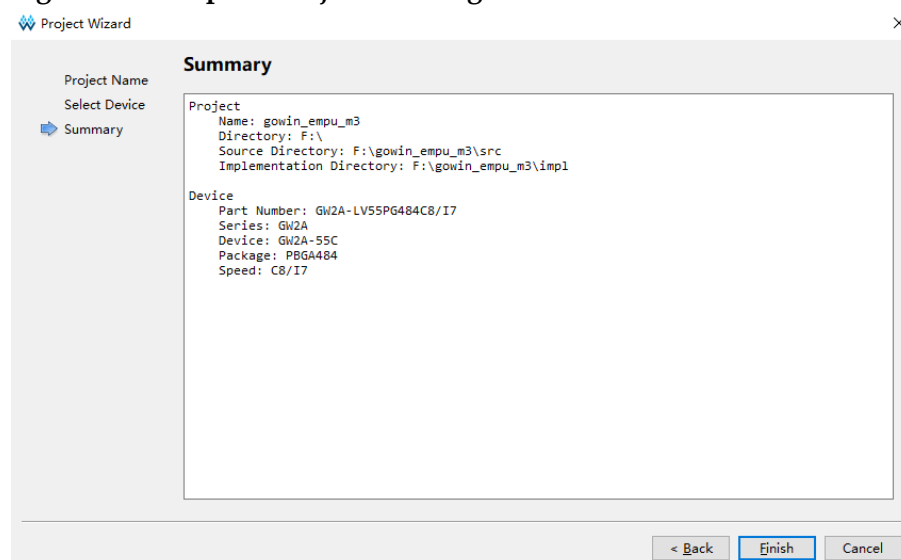 Project Wizard
Project Name
Select Device
Summary
Summary
Project
Name: gowin_empu_m3
Directory: F:\
Source Directory: F:\gowin_empu_m3\src
Implementation Directory: F:\gowin_empu_m3\impl
Device
Part Number: GW2A-LV55PG484C8/I7
Series: GW2A
Device: GW2A-55C
Package: PBGA484
Speed: C8/I7
< Back
Finish
Cancel